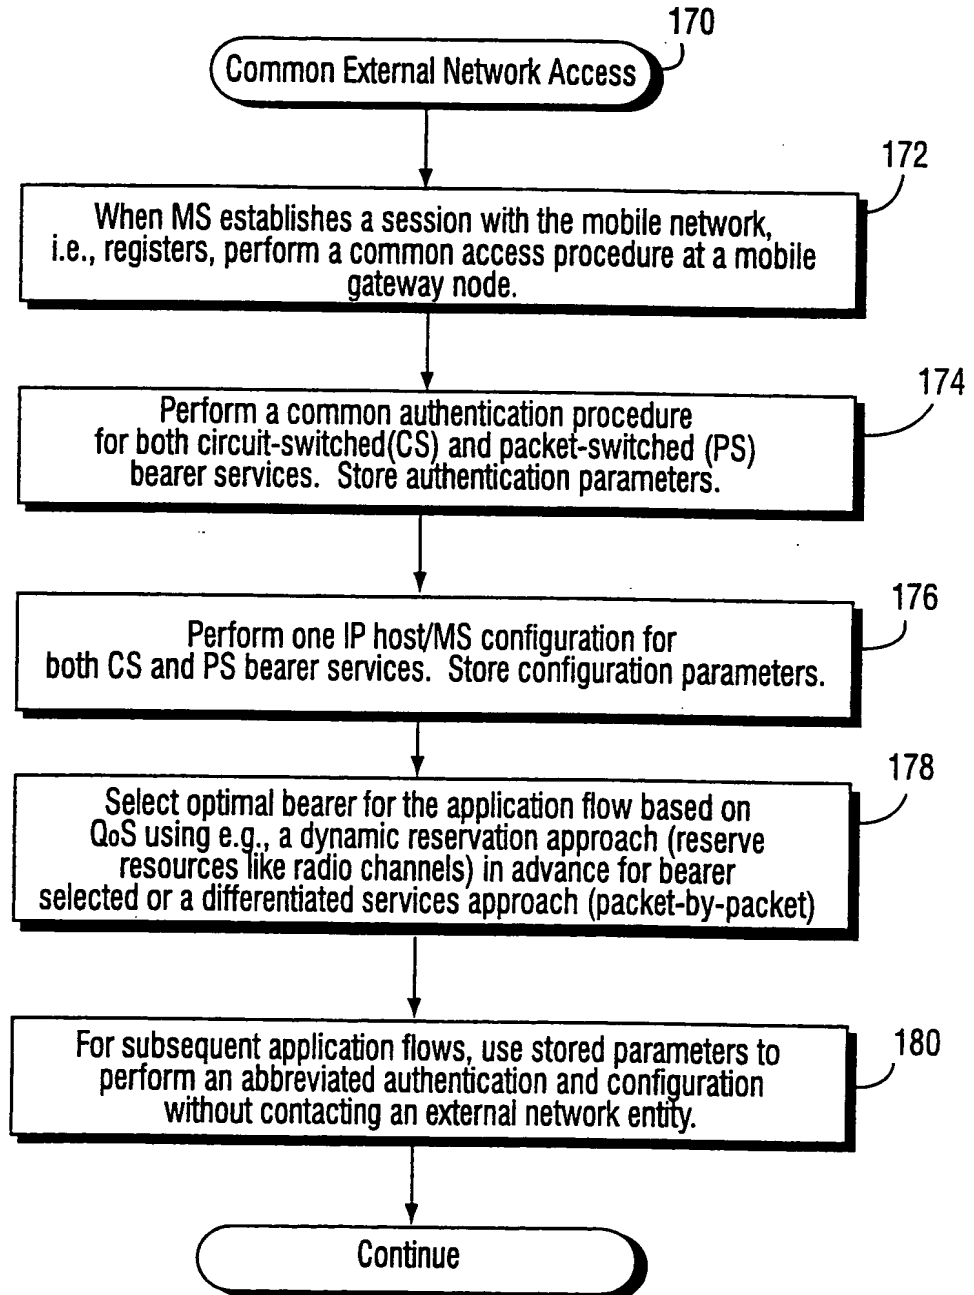 170
Common External Network Access
172
When MS establishes a session with the mobile network,
i.e., registers, perform a common access procedure at a mobile
gateway node.
174
Perform a common authentication procedure
for both circuit-switched(CS) and packet-switched (PS)
bearer services. Store authentication parameters.
176
Perform one IP host/MS configuration for
both CS and PS bearer services. Store configuration parameters.
178
Select optimal bearer for the application flow based on
QoS using e.g., a dynamic reservation approach (reserve
resources like radio channels) in advance for bearer
selected or a differentiated services approach (packet-by-packet)
180
For subsequent application flows, use stored parameters to
perform an abbreviated authentication and configuration
without contacting an external network entity.
Continue